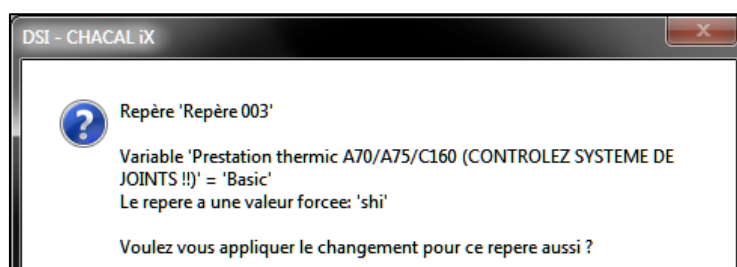 DSI - CHACAL iX
Repère 'Repère 003'
Variable 'Prestation thermic A70/A75/C160 (CONTROLEZ SYSTEME DE
JOINTS !!)' = 'Basic'
Le repere a une valeur forcee: 'shi'
Voulez vous appliquer le changement pour ce repere aussi ?